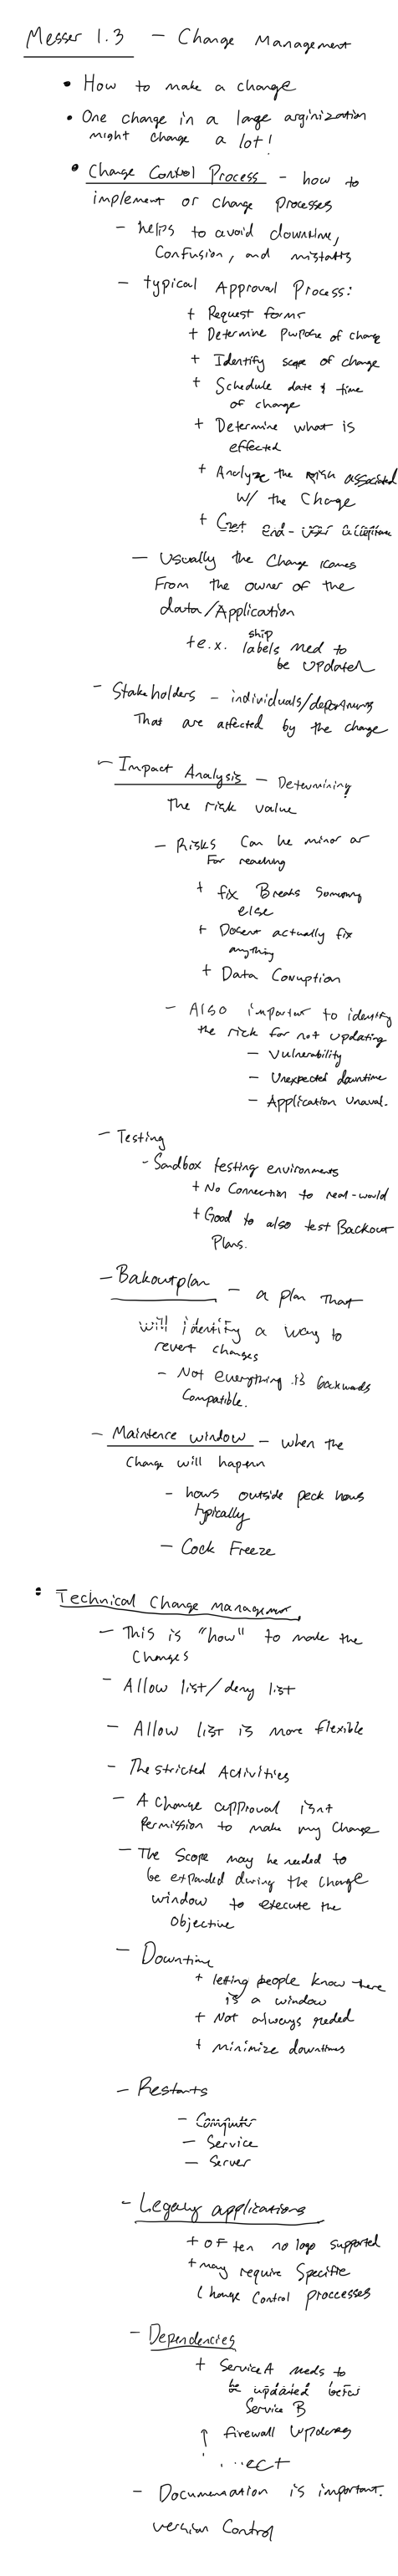 Messer 1.3 - Change Management
• How to make a change
• One change in a large arginization
might change a lot!
• Change Control Process - how to
implement or change processes
- helps to avoid downtime,
Confusion, and mistakes
- typical Approval Process:
+ Request forms
+ Determine purpose of change
+ Identify scope of change
+ Schedule date & time
of change
+ Determine what is
effected
+ Analyze the risk associated
w/ the Change
+ Get end-user acceptance
- Usually the Change comes
From the owner of the
data/Application
+ e.x. ship labels need to
be updated
- Stakeholders - individuals/departments
That are affected by the change
- Impact Analysis - Determining
The risk value
- Risks Can be minor or
Far reaching
+ fix Breaks Something
else
+ Doesnt actually fix
anything
+ Data Corruption
- Also important to identify
the risk for not updating
- Vulnerability
- Unexpected downtime
- Application Unavail.
- Testing
- Sandbox testing environments
+ No Connection to real-world
+ Good to also test Backout
Plans.
- Bakoutplan - a plan That
will identify a way to
revert changes
- Not everything is backwards
Compatible.
- Maintence window - when the
Change will happen
- hours outside peck hours
typically
- Cock Freeze
• Technical Change Management
- This is "how" to make the
Changes
- Allow list/deny list
- Allow list is more flexible
- The stricted Activities
- A Change approval isnt
Permission to make any Change
- The Scope may be needed to
be expanded during the Change
window to execute the
Objective
- Downtime
+ letting people know there
is a window
+ Not always needed
+ minimize downtimes
- Restarts
- Computer
- Service
- Server
- Legacy applications
+ OFten no logo supported
+ may require Specific
Change Control proccesses
- Dependencies
+ Service A needs to
be updated before
Service B
↑ firewall Updates
...ect
- Documentation is important.
version Control